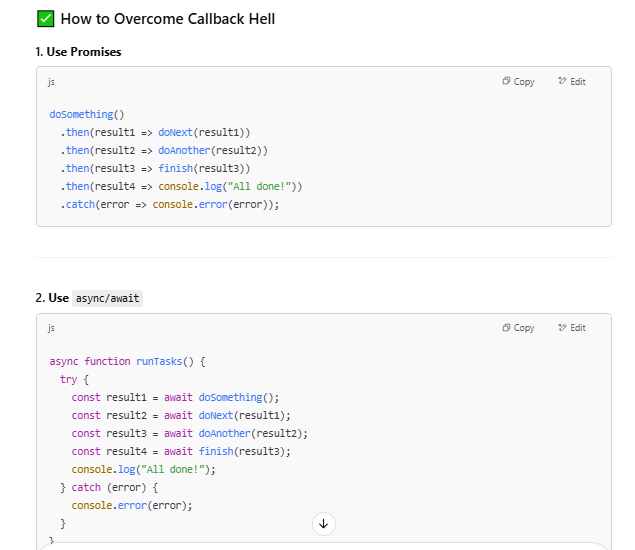 ✅ How to Overcome Callback Hell
1. Use Promises
js Copy Edit
doSomething()
  .then(result1 => doNext(result1))
  .then(result2 => doAnother(result2))
  .then(result3 => finish(result3))
  .then(result4 => console.log("All done!"))
  .catch(error => console.error(error));
2. Use async/await
js Copy Edit
async function runTasks() {
  try {
    const result1 = await doSomething();
    const result2 = await doNext(result1);
    const result3 = await doAnother(result2);
    const result4 = await finish(result3);
    console.log("All done!");
  } catch (error) {
    console.error(error);
  }
}